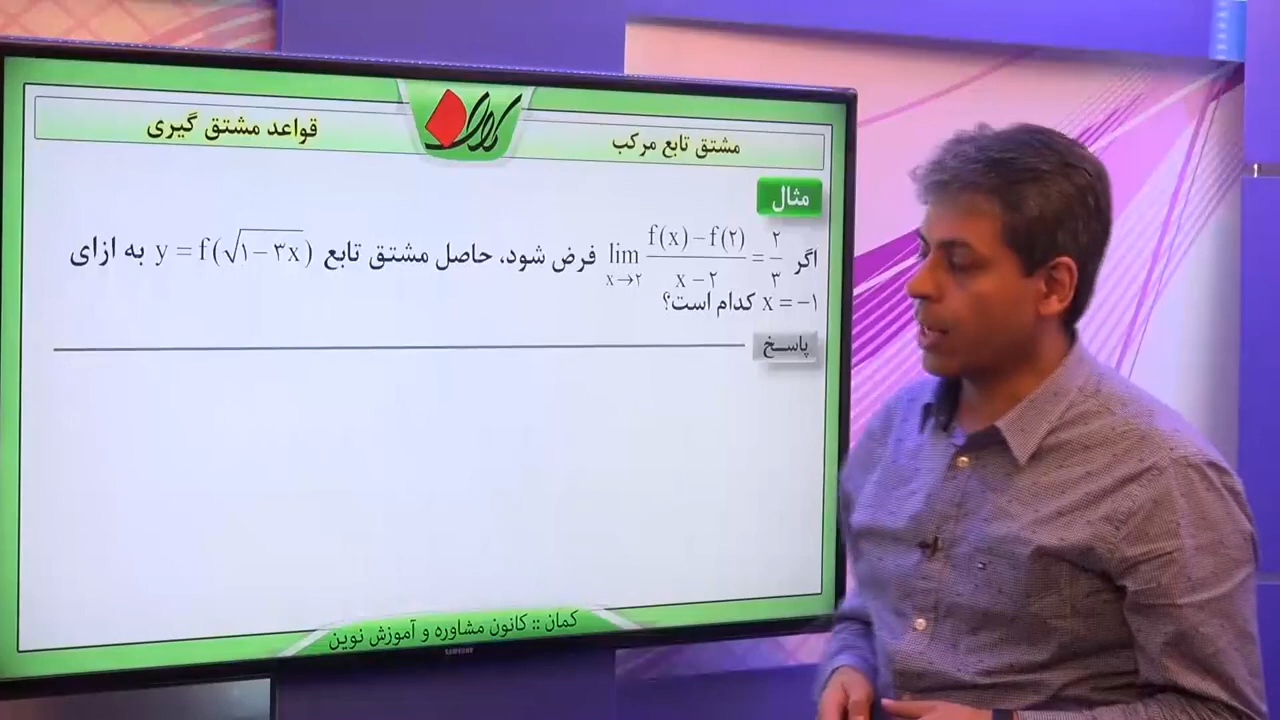 مشتق تابع مرکب
قواعد مشتق گیری
مثال
اگر lim x→۲ (f(x) − f(۲))/(x − ۲) = ۲/۳ فرض شود، حاصل مشتق تابع y = f(√(۱−۳x)) به ازای
x = −۱ کدام است؟
پاسخ
کمان :: کانون مشاوره و آموزش نوین
SAMSUNG